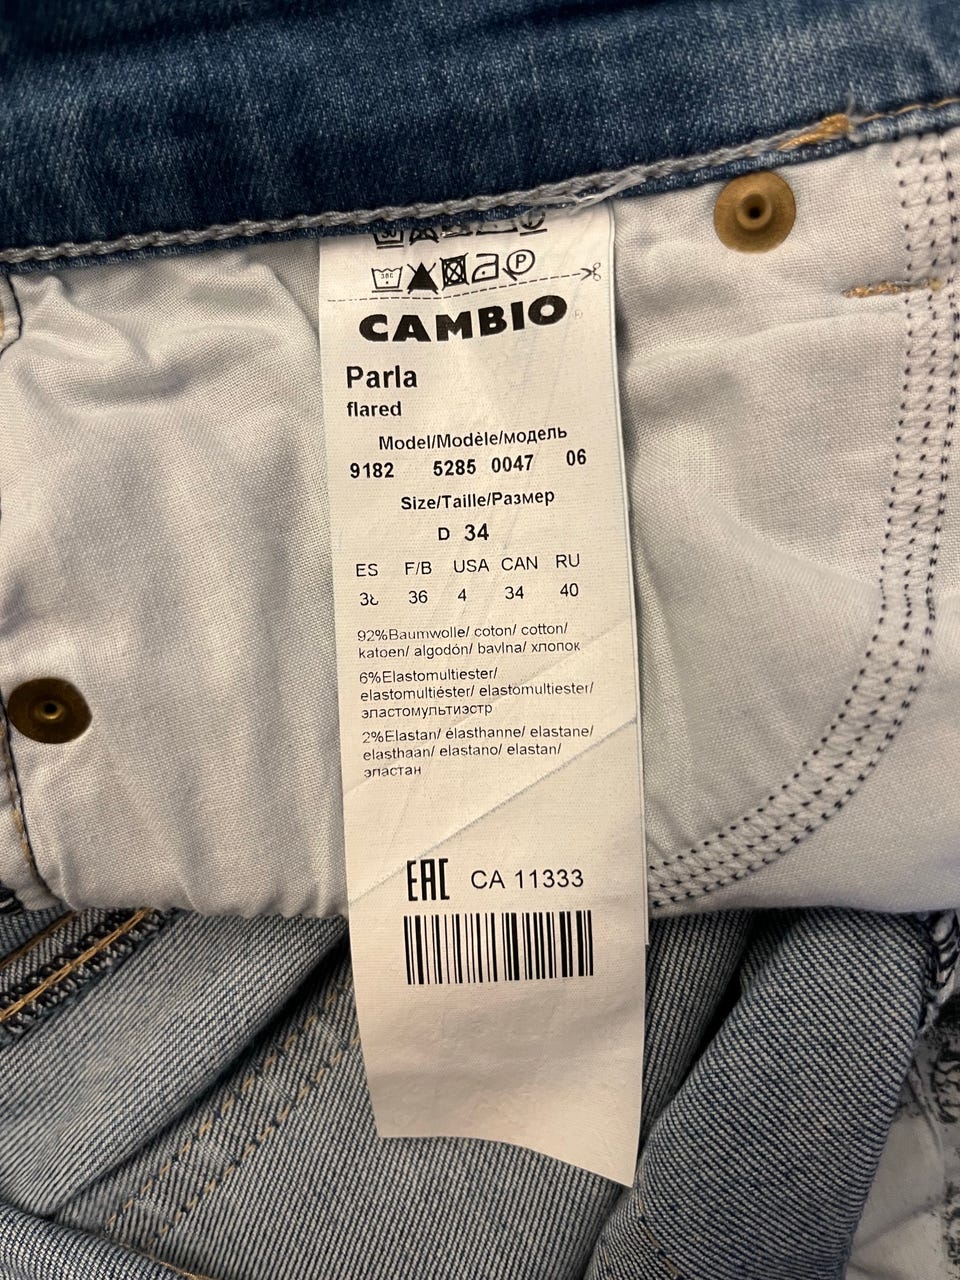 30C
P
CAMBIO®
Parla
flared
Model/Modèle/модель
9182 5285 0047 06
Size/Taille/Размер
D 34
ES F/B USA CAN RU
36 4 34 40
92%Baumwolle/ coton/ cotton/
katoen/ algodón/ bavlna/ хлопок
6%Elastomultiester/
elastomultiéster/ elastomultiester/
эластомультиэстр
2%Elastan/ élasthanne/ elastane/
elasthaan/ elastano/ elastan/
эластан
EAC CA 11333